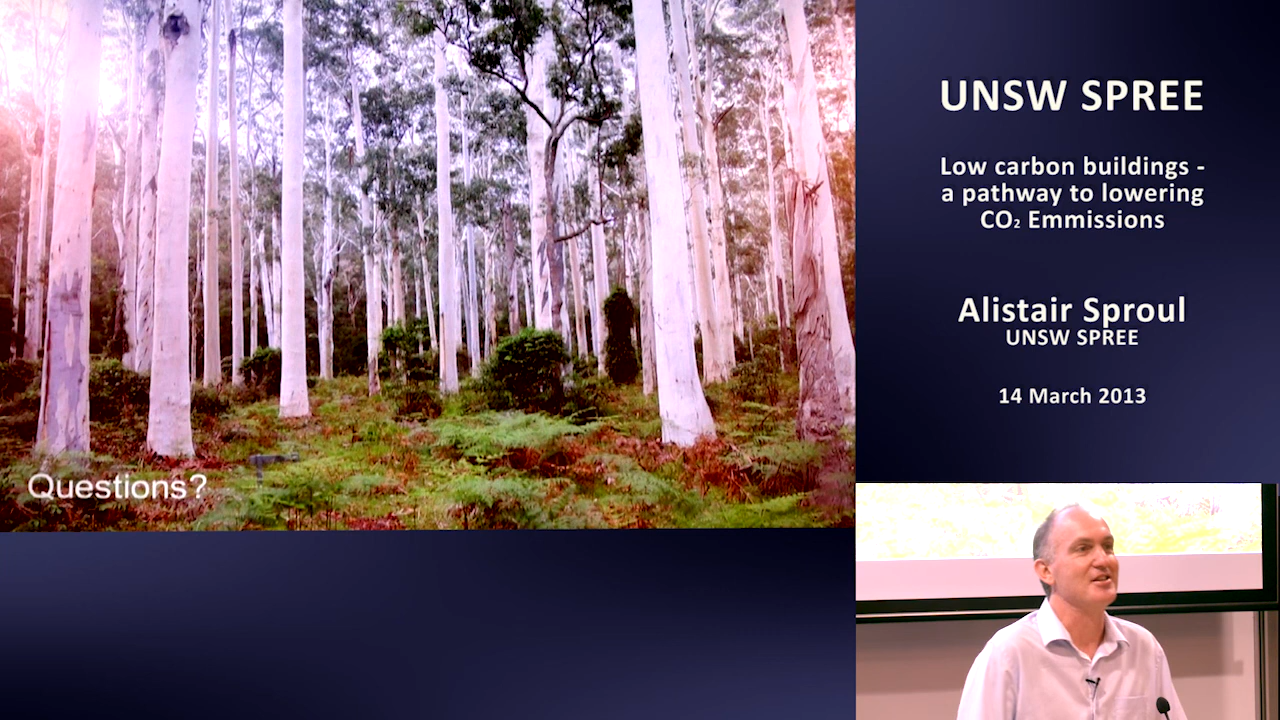 UNSW SPREE
Low carbon buildings -
a pathway to lowering
CO₂ Emmissions
Alistair Sproul
UNSW SPREE
14 March 2013
Questions?